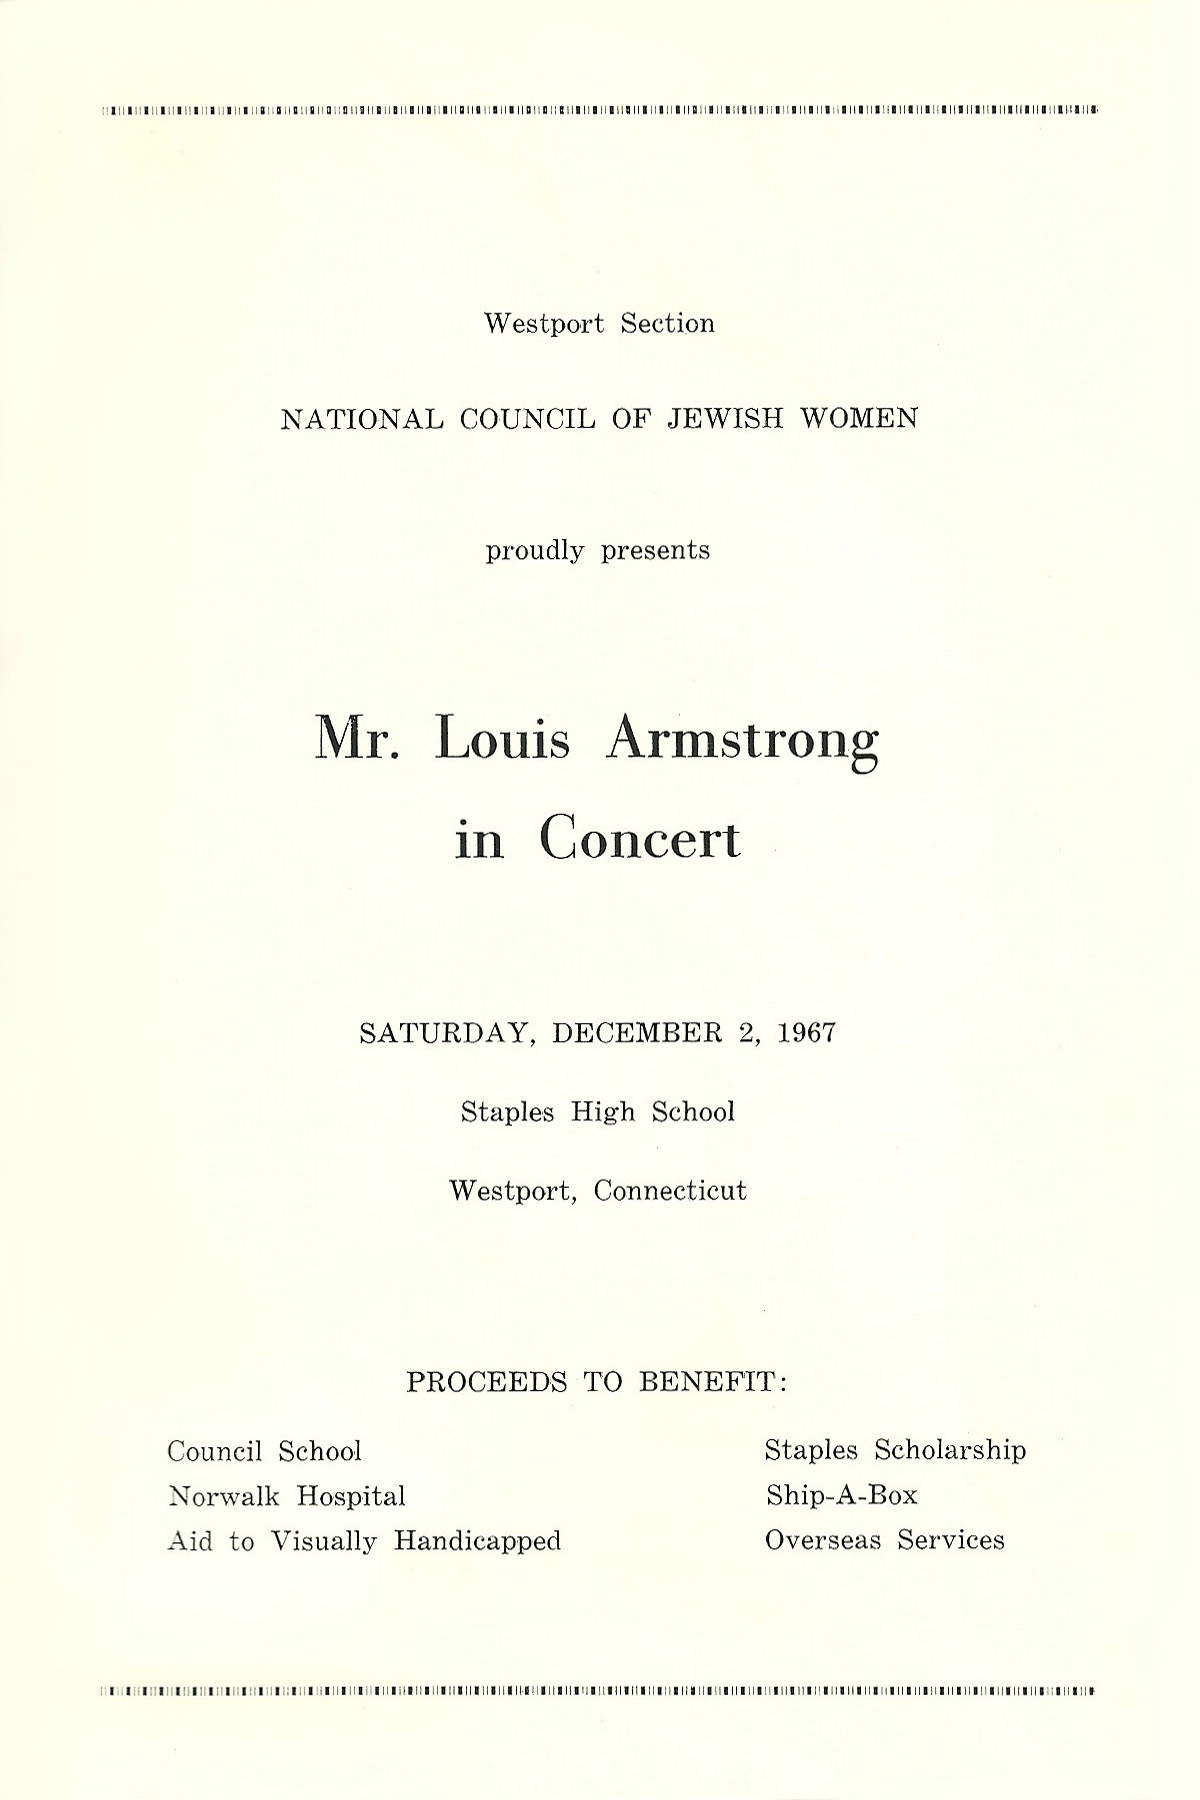 Westport Section
NATIONAL COUNCIL OF JEWISH WOMEN
proudly presents
Mr. Louis Armstrong
in Concert
SATURDAY, DECEMBER 2, 1967
Staples High School
Westport, Connecticut
PROCEEDS TO BENEFIT:
Council School
Norwalk Hospital
Aid to Visually Handicapped
Staples Scholarship
Ship-A-Box
Overseas Services